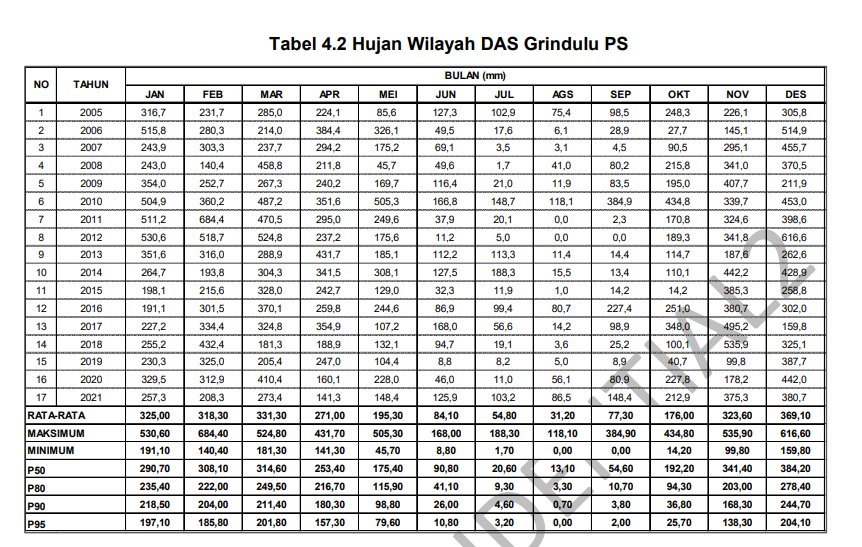 Tabel 4.2 Hujan Wilayah DAS Grindulu PS
NO TAHUN BULAN (mm)
JAN FEB MAR APR MEI JUN JUL AGS SEP OKT NOV DES
1 2005 316,7 231,7 285,0 224,1 85,6 127,3 102,9 75,4 98,5 248,3 226,1 305,8
2 2006 515,8 280,3 214,0 384,4 326,1 49,5 17,6 6,1 28,9 27,7 145,1 514,9
3 2007 243,9 303,3 237,7 294,2 175,2 69,1 3,5 3,1 4,5 90,5 295,1 455,7
4 2008 243,0 140,4 458,8 211,8 45,7 49,6 1,7 41,0 80,2 215,8 341,0 370,5
5 2009 354,0 252,7 267,3 240,2 169,7 116,4 21,0 11,9 83,5 195,0 407,7 211,9
6 2010 504,9 360,2 487,2 351,6 505,3 166,8 148,7 118,1 384,9 434,8 339,7 453,0
7 2011 511,2 684,4 470,5 295,0 249,6 37,9 20,1 0,0 2,3 170,8 324,6 398,6
8 2012 530,6 518,7 524,8 237,2 175,6 11,2 5,0 0,0 0,0 189,3 341,8 616,6
9 2013 351,6 316,0 288,9 431,7 185,1 112,2 113,3 11,4 14,4 114,7 187,6 262,6
10 2014 264,7 193,8 304,3 341,5 308,1 127,5 188,3 15,5 13,4 110,1 442,2 428,9
11 2015 198,1 215,6 328,0 242,7 129,0 32,3 11,9 1,0 14,2 14,2 385,3 258,8
12 2016 191,1 301,5 370,1 259,8 244,6 86,9 99,4 80,7 227,4 251,0 380,7 302,0
13 2017 227,2 334,4 324,8 354,9 107,2 168,0 56,6 14,2 98,9 348,0 495,2 159,8
14 2018 255,2 432,4 181,3 188,9 132,1 94,7 19,1 3,6 25,2 100,1 535,9 325,1
15 2019 230,3 325,0 205,4 247,0 104,4 8,8 8,2 5,0 8,9 40,7 99,8 387,7
16 2020 329,5 312,9 410,4 160,1 228,0 46,0 11,0 56,1 80,9 227,8 178,2 442,0
17 2021 257,3 208,3 273,4 141,3 148,4 125,9 103,2 86,5 148,4 212,9 375,3 380,7
RATA-RATA 325,00 318,30 331,30 271,00 195,30 84,10 54,80 31,20 77,30 176,00 323,60 369,10
MAKSIMUM 530,60 684,40 524,80 431,70 505,30 168,00 188,30 118,10 384,90 434,80 535,90 616,60
MINIMUM 191,10 140,40 181,30 141,30 45,70 8,80 1,70 0,00 0,00 14,20 99,80 159,80
P50 290,70 308,10 314,60 253,40 175,40 90,80 20,60 13,10 54,60 192,20 341,40 384,20
P80 235,40 222,00 249,50 216,70 115,90 41,10 9,30 3,30 10,70 94,30 203,00 278,40
P90 218,50 204,00 211,40 180,30 98,80 26,00 4,60 0,70 3,80 36,80 168,30 244,70
P95 197,10 185,80 201,80 157,30 79,60 10,80 3,20 0,00 2,00 25,70 138,30 204,10